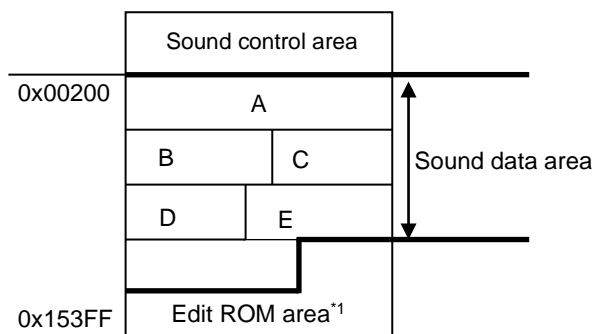 Sound control area
0x00200
A
B
C
Sound data area
D
E
0x153FF
Edit ROM area*1